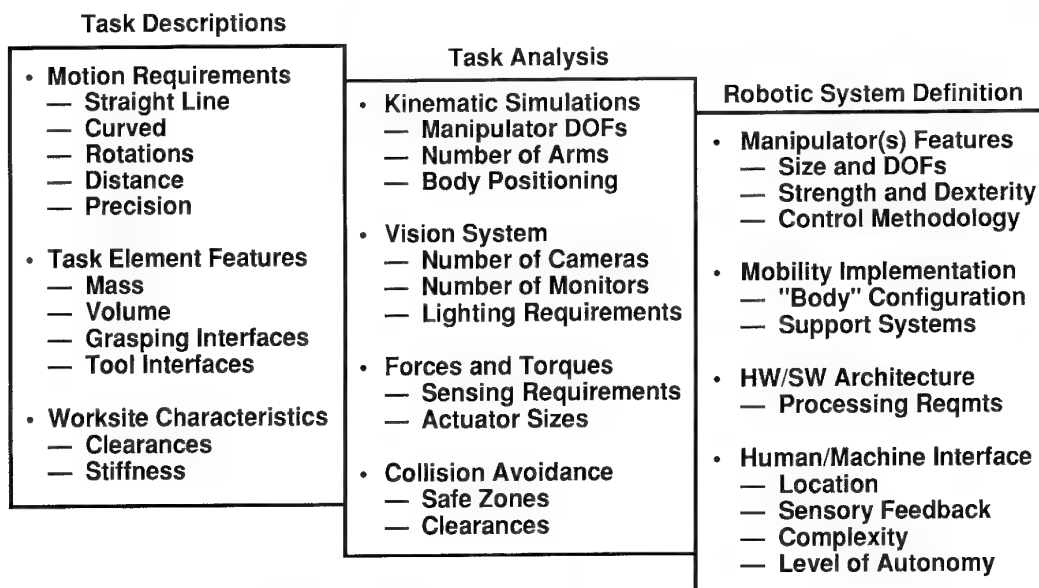 Task Descriptions
• Motion Requirements
— Straight Line
— Curved
— Rotations
— Distance
— Precision
• Task Element Features
— Mass
— Volume
— Grasping Interfaces
— Tool Interfaces
• Worksite Characteristics
— Clearances
— Stiffness
Task Analysis
• Kinematic Simulations
— Manipulator DOFs
— Number of Arms
— Body Positioning
• Vision System
— Number of Cameras
— Number of Monitors
— Lighting Requirements
• Forces and Torques
— Sensing Requirements
— Actuator Sizes
• Collision Avoidance
— Safe Zones
— Clearances
Robotic System Definition
• Manipulator(s) Features
— Size and DOFs
— Strength and Dexterity
— Control Methodology
• Mobility Implementation
— "Body" Configuration
— Support Systems
• HW/SW Architecture
— Processing Reqmts
• Human/Machine Interface
— Location
— Sensory Feedback
— Complexity
— Level of Autonomy